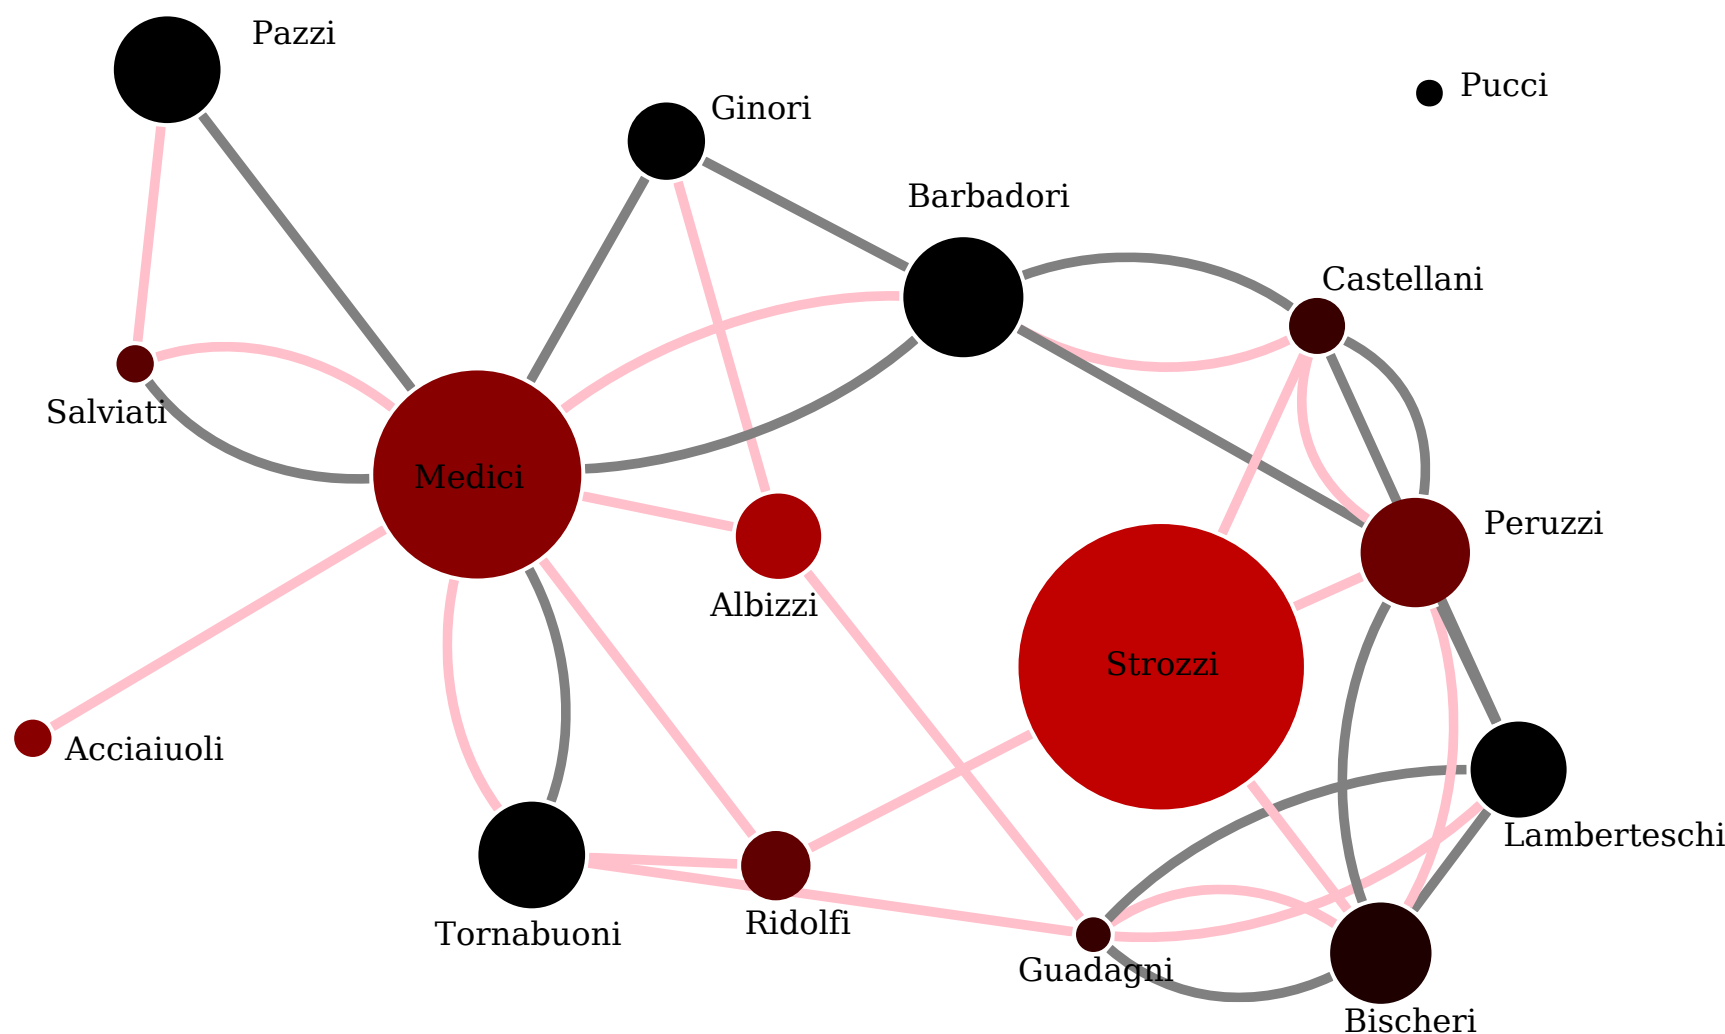 Pazzi
Pucci
Ginori
Barbadori
Castellani
Salviati
Medici
Peruzzi
Albizzi
Strozzi
Acciaiuoli
Lamberteschi
Ridolfi
Tornabuoni
Guadagni
Bischeri